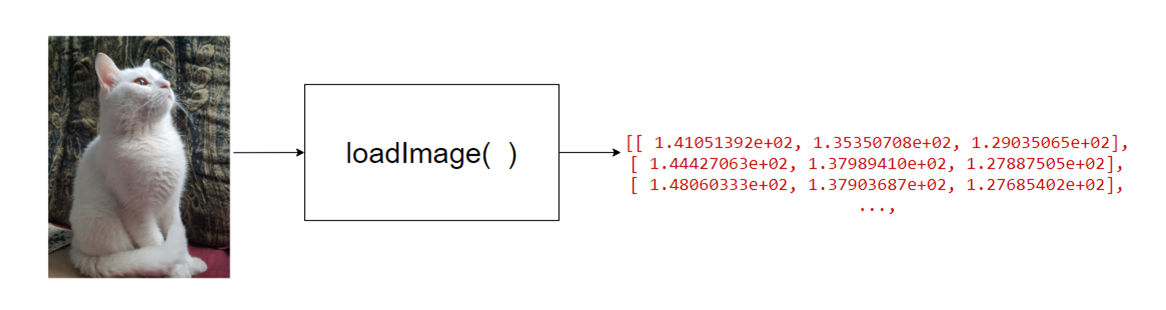 loadImage( )
[[ 1.41051392e+02, 1.35350708e+02, 1.29035065e+02],
[ 1.44427063e+02, 1.37989410e+02, 1.27887505e+02],
[ 1.48060333e+02, 1.37903687e+02, 1.27685402e+02],
...,